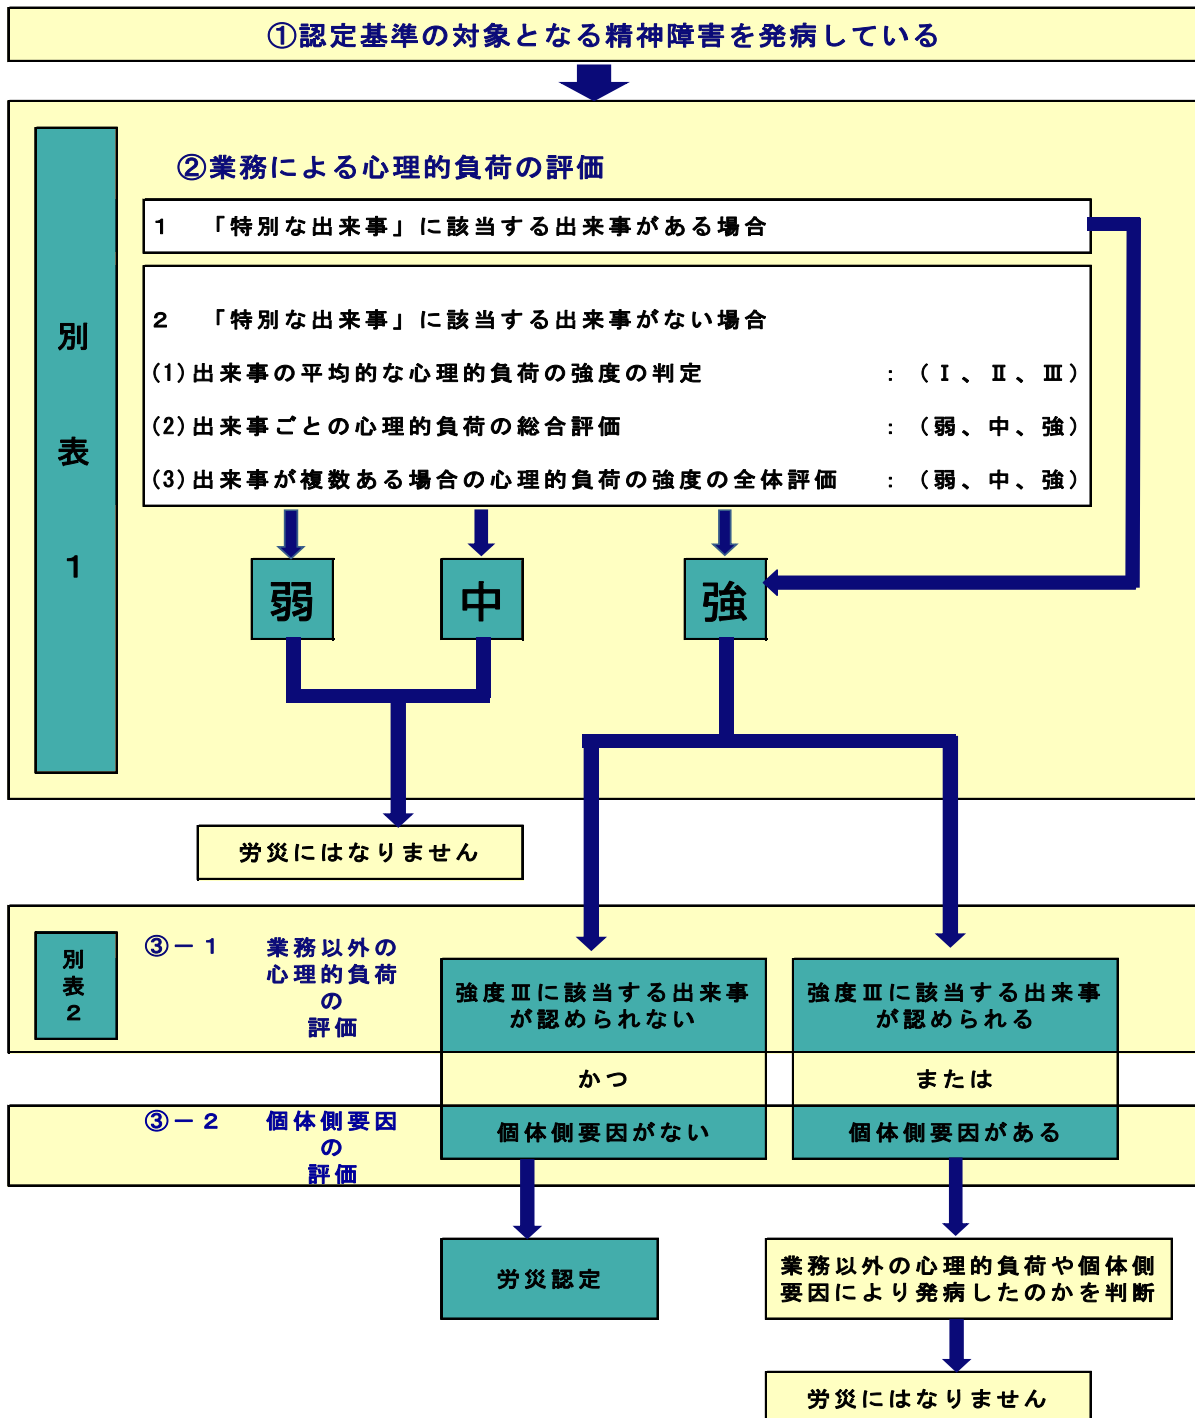 ①認定基準の対象となる精神障害を発病している
別表1
②業務による心理的負荷の評価
1 「特別な出来事」に該当する出来事がある場合
2 「特別な出来事」に該当する出来事がない場合
(1)出来事の平均的な心理的負荷の強度の判定 ：（Ⅰ、Ⅱ、Ⅲ）
(2)出来事ごとの心理的負荷の総合評価 ：（弱、中、強）
(3)出来事が複数ある場合の心理的負荷の強度の全体評価 ：（弱、中、強）
弱
中
強
労災にはなりません
別表2
③－1 業務以外の
心理的負荷
の
評価
強度Ⅲに該当する出来事
が認められない
かつ
個体側要因がない
強度Ⅲに該当する出来事
が認められる
または
個体側要因がある
③－2 個体側要因
の
評価
労災認定
業務以外の心理的負荷や個体側
要因により発病したのかを判断
労災にはなりません